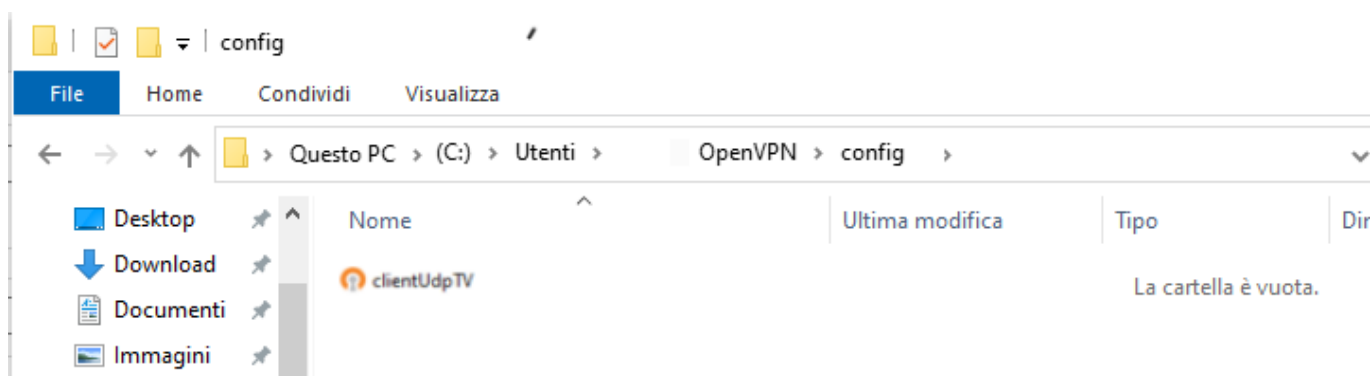 config
File Home Condividi Visualizza
Questo PC > (C:) > Utenti > OpenVPN > config >
Desktop Nome Ultima modifica Tipo Dir
Download clientUdpTV
La cartella è vuota.
Documenti
Immagini